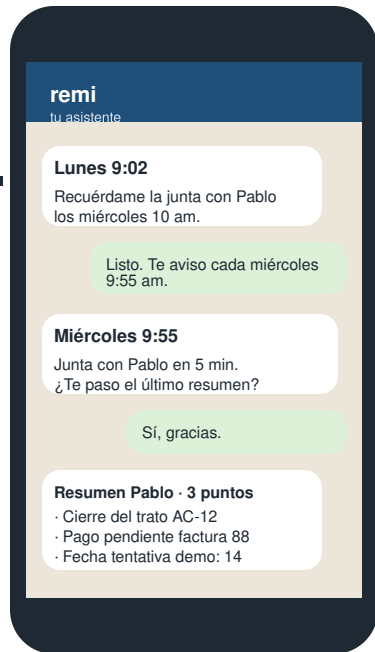 remi
tu asistente
Lunes 9:02
Recuérdame la junta con Pablo
los miércoles 10 am.
Listo. Te aviso cada miércoles
9:55 am.
Miércoles 9:55
Junta con Pablo en 5 min.
¿Te paso el último resumen?
Sí, gracias.
Resumen Pablo · 3 puntos
· Cierre del trato AC-12
· Pago pendiente factura 88
· Fecha tentativa demo: 14